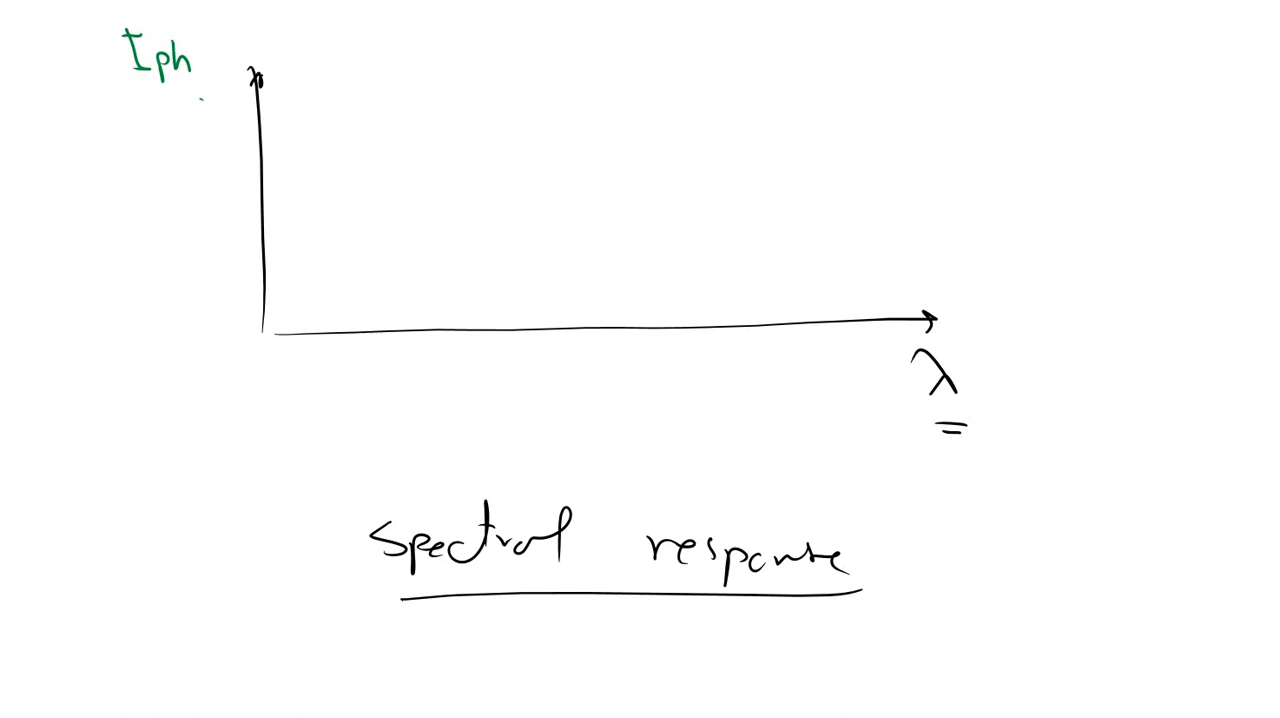 Iph
λ
=
spectral response